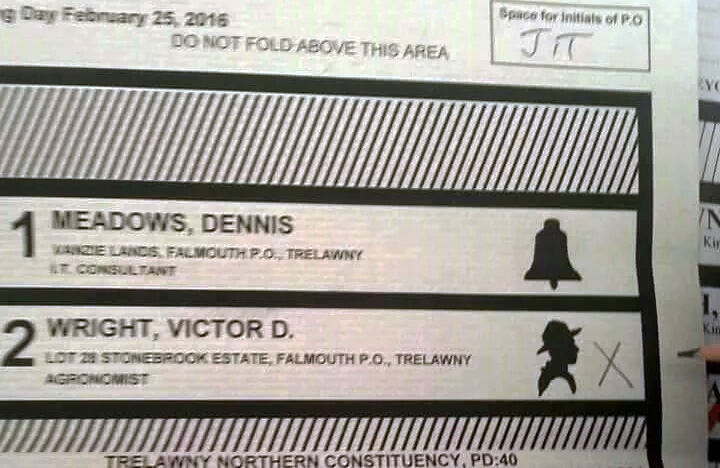 g Day February 25, 2016
DO NOT FOLD ABOVE THIS AREA
Space for Initials of P.O
JIT
1 MEADOWS, DENNIS
VANZIE LANDS, FALMOUTH P.O., TRELAWNY
I.T. CONSULTANT
2 WRIGHT, VICTOR D.
LOT 28 STONEBROOK ESTATE, FALMOUTH P.O., TRELAWNY
AGRONOMIST
X
TRELAWNY NORTHERN CONSTITUENCY, PD:40